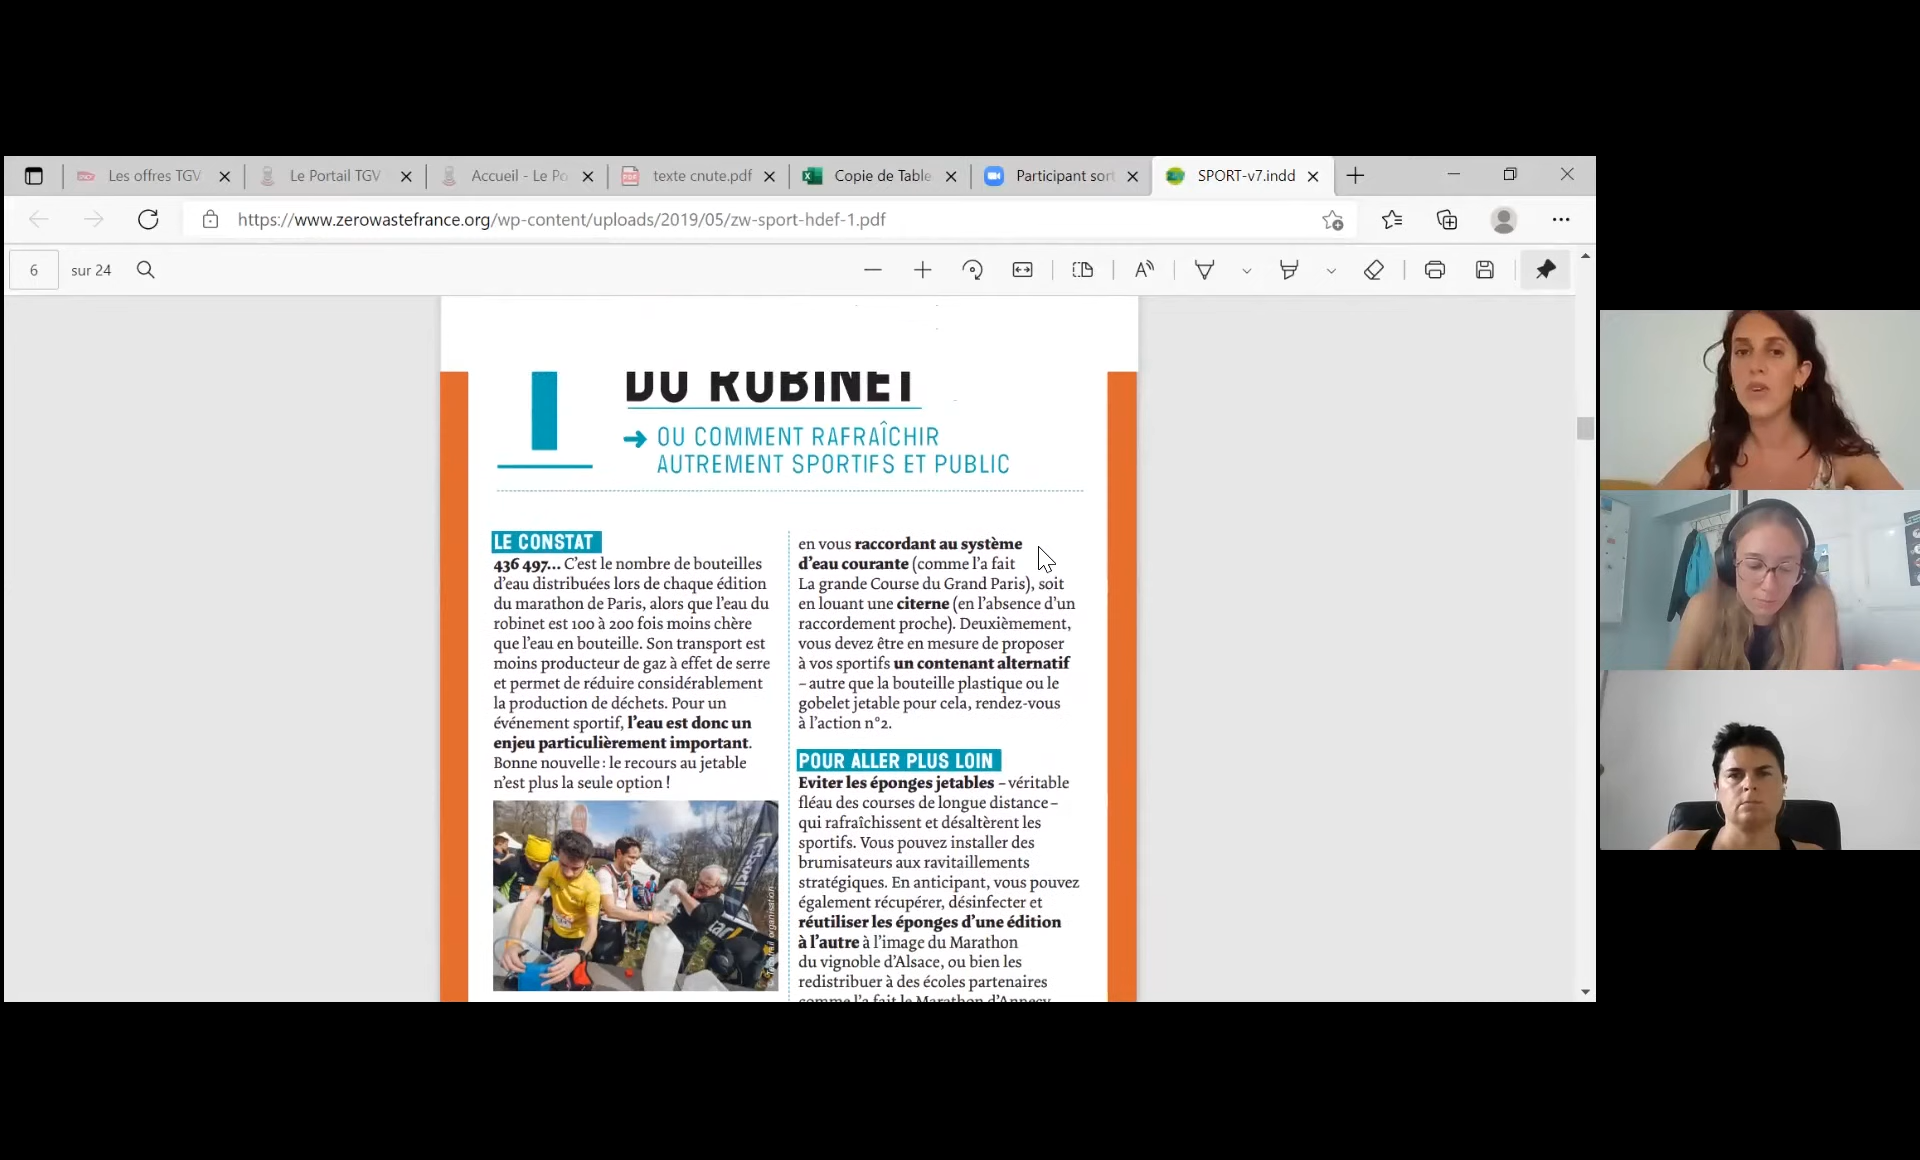 Les offres TGV
Le Portail TGV
Accueil - Le Po
texte cnute.pdf
Copie de Table
Participant sort
SPORT-v7.indd
https://www.zerowastefrance.org/wp-content/uploads/2019/05/zw-sport-hdef-1.pdf
6 sur 24
DU ROBINET
→ OU COMMENT RAFRAÎCHIR
AUTREMENT SPORTIFS ET PUBLIC
LE CONSTAT
436 497... C'est le nombre de bouteilles
d'eau distribuées lors de chaque édition
du marathon de Paris, alors que l'eau du
robinet est 100 à 200 fois moins chère
que l'eau en bouteille. Son transport est
moins producteur de gaz à effet de serre
et permet de réduire considérablement
la production de déchets. Pour un
événement sportif, l'eau est donc un
enjeu particulièrement important.
Bonne nouvelle : le recours au jetable
n'est plus la seule option !
en vous raccordant au système
d'eau courante (comme l'a fait
La grande Course du Grand Paris), soit
en louant une citerne (en l'absence d'un
raccordement proche). Deuxièmement,
vous devez être en mesure de proposer
à vos sportifs un contenant alternatif
– autre que la bouteille plastique ou le
gobelet jetable pour cela, rendez-vous
à l'action n°2.
POUR ALLER PLUS LOIN
Eviter les éponges jetables – véritable
fléau des courses de longue distance –
qui rafraîchissent et désaltèrent les
sportifs. Vous pouvez installer des
brumisateurs aux ravitaillements
stratégiques. En anticipant, vous pouvez
également récupérer, désinfecter et
réutiliser les éponges d'une édition
à l'autre à l'image du Marathon
du vignoble d'Alsace, ou bien les
redistribuer à des écoles partenaires
comme l'a fait le Marathon d'Annecy